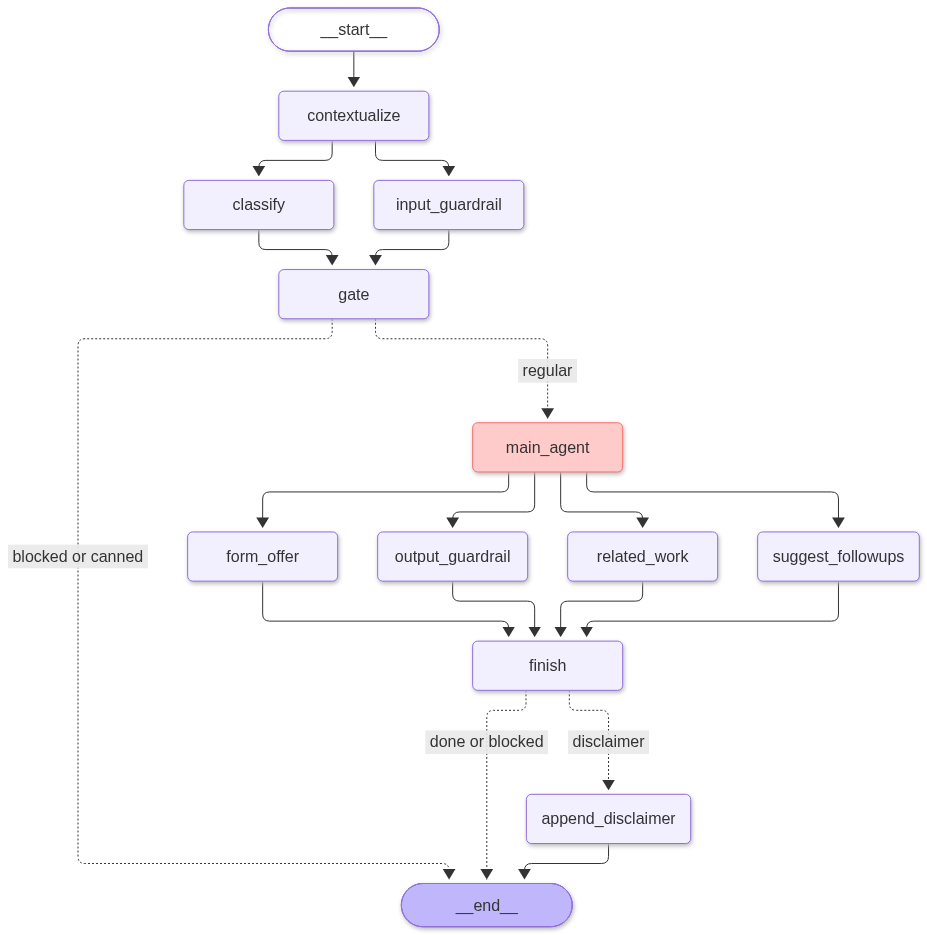 __start__
contextualize
classify
input_guardrail
gate
regular
main_agent
blocked or canned
form_offer
output_guardrail
related_work
suggest_followups
finish
done or blocked
disclaimer
append_disclaimer
__end__